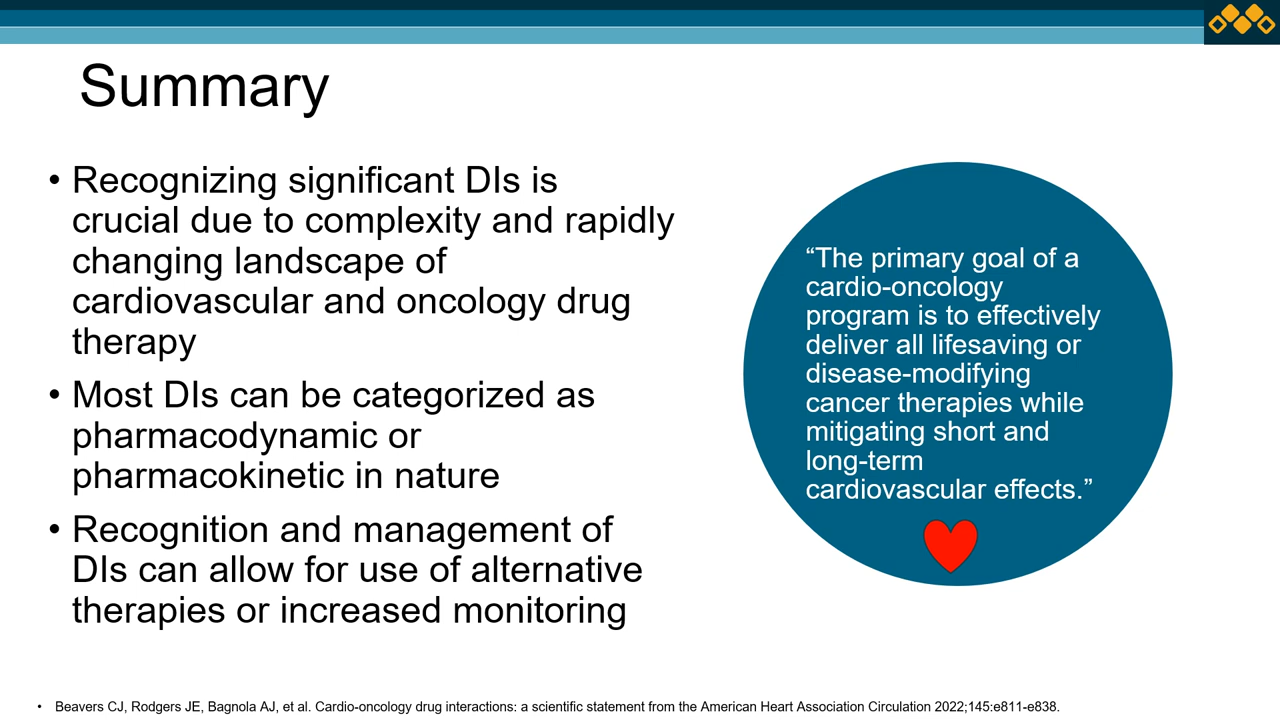 Summary
• Recognizing significant DIs is
crucial due to complexity and rapidly
changing landscape of
cardiovascular and oncology drug
therapy
• Most DIs can be categorized as
pharmacodynamic or
pharmacokinetic in nature
• Recognition and management of
DIs can allow for use of alternative
therapies or increased monitoring
“The primary goal of a
cardio-oncology
program is to effectively
deliver all lifesaving or
disease-modifying
cancer therapies while
mitigating short and
long-term
cardiovascular effects.”
• Beavers CJ, Rodgers JE, Bagnola AJ, et al. Cardio-oncology drug interactions: a scientific statement from the American Heart Association Circulation 2022;145:e811-e838.